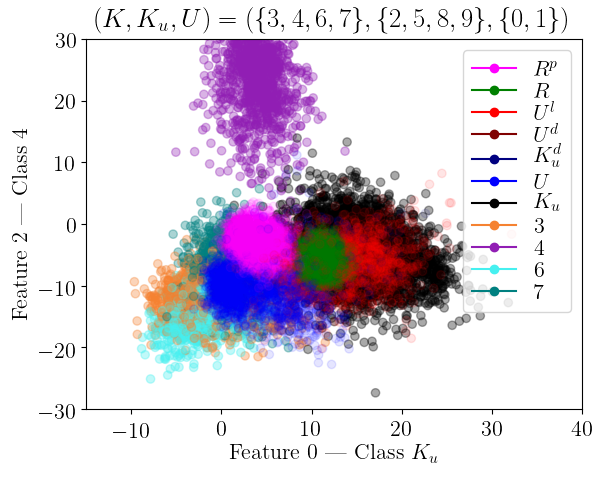 (K, K_u, U) = ({3, 4, 6, 7}, {2, 5, 8, 9}, {0, 1})
30
20
10
0
−10
−20
−30
Feature 2 — Class 4
R^p
R
U^l
U^d
K_u^d
U
K_u
3
4
6
7
−10 0 10 20 30 40
Feature 0 — Class K_u